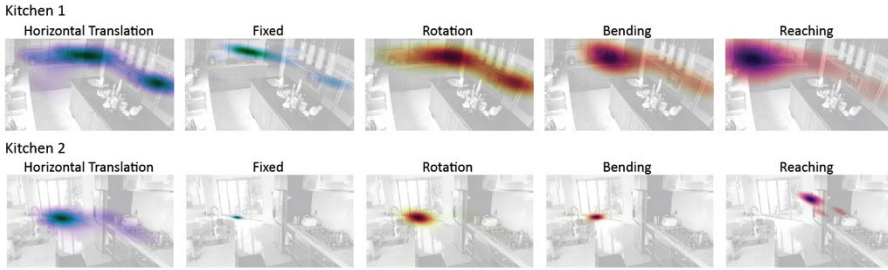 Kitchen 1
Horizontal Translation Fixed Rotation Bending Reaching
Kitchen 2
Horizontal Translation Fixed Rotation Bending Reaching